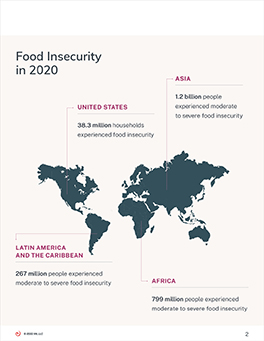 Food Insecurity
in 2020
ASIA
1.2 billion people
experienced moderate
to severe food insecurity
UNITED STATES
38.3 million households
experienced food insecurity
LATIN AMERICA
AND THE CARIBBEAN
267 million people experienced
moderate to severe food insecurity
AFRICA
799 million people experienced
moderate to severe food insecurity
2